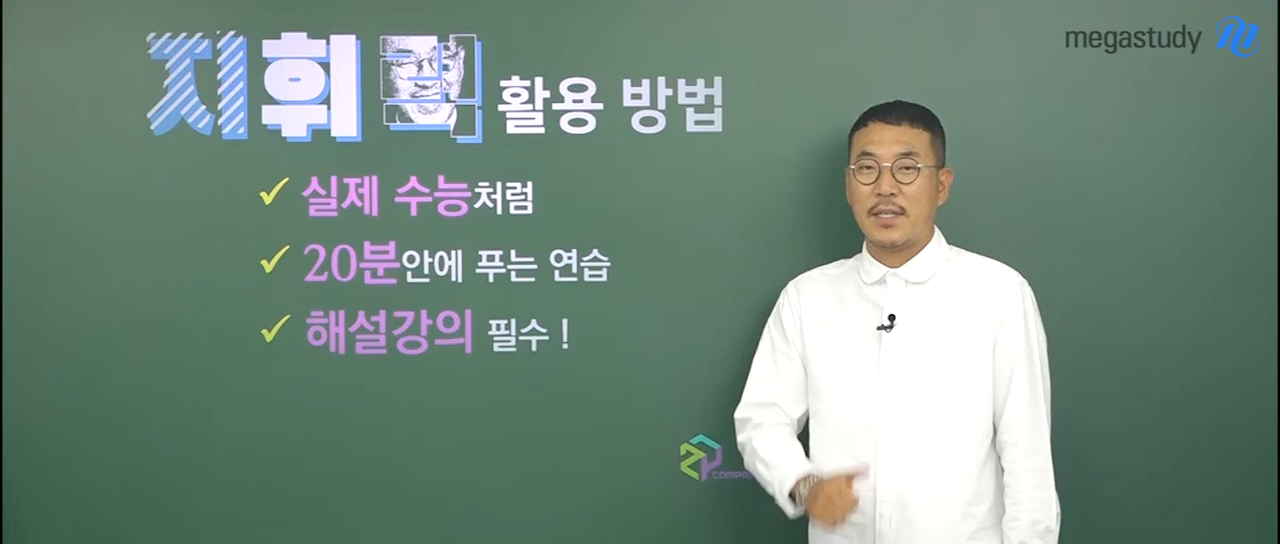 megastudy
지휘력 활용 방법
✓ 실제 수능처럼
✓ 20분안에 푸는 연습
✓ 해설강의 필수 !